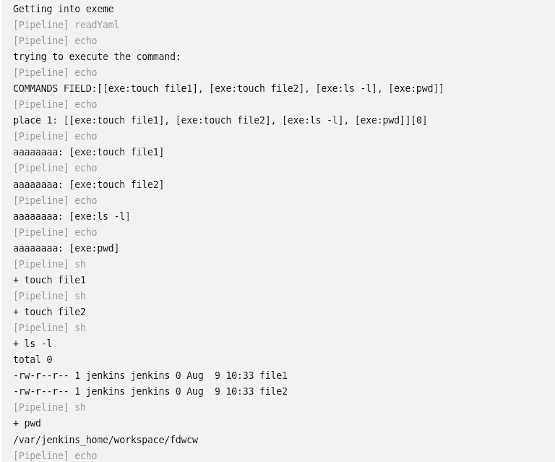 Getting into exeme
[Pipeline] readYaml
[Pipeline] echo
trying to execute the command:
[Pipeline] echo
COMMANDS FIELD:[[exe:touch file1], [exe:touch file2], [exe:ls -l], [exe:pwd]]
[Pipeline] echo
place 1: [[exe:touch file1], [exe:touch file2], [exe:ls -l], [exe:pwd]][0]
[Pipeline] echo
aaaaaaaa: [exe:touch file1]
[Pipeline] echo
aaaaaaaa: [exe:touch file2]
[Pipeline] echo
aaaaaaaa: [exe:ls -l]
[Pipeline] echo
aaaaaaaa: [exe:pwd]
[Pipeline] sh
+ touch file1
[Pipeline] sh
+ touch file2
[Pipeline] sh
+ ls -l
total 0
-rw-r--r-- 1 jenkins jenkins 0 Aug  9 10:33 file1
-rw-r--r-- 1 jenkins jenkins 0 Aug  9 10:33 file2
[Pipeline] sh
+ pwd
/var/jenkins_home/workspace/fdwcw
[Pipeline] echo